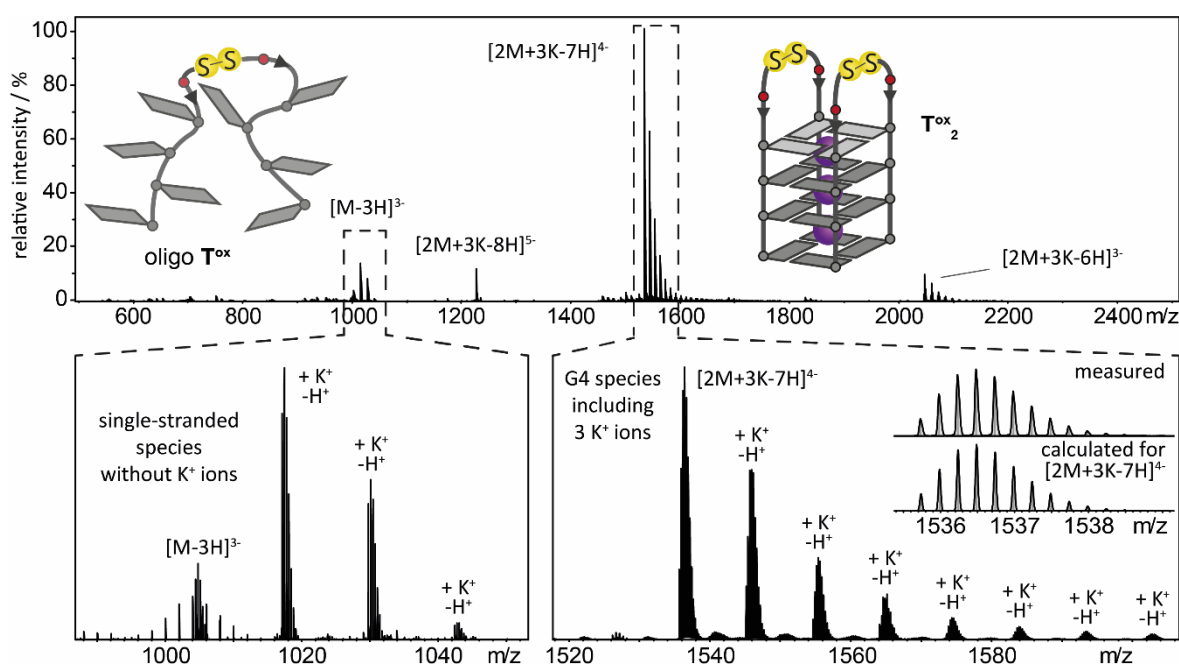 relative intensity / %
100
80
60
40
20
0
600
800
1000
1200
1400
1600
1800
2000
2200
2400
m/z
S-S
oligo Tᵒˣ
[M-3H]³⁻
[2M+3K-8H]⁵⁻
[2M+3K-7H]⁴⁻
S-S
S-S
Tᵒˣ₂
[2M+3K-6H]³⁻
single-stranded
species
without K⁺ ions
[M-3H]³⁻
+ K⁺
-H⁺
+ K⁺
-H⁺
+ K⁺
-H⁺
1000
1020
1040
m/z
G4 species
including
3 K⁺ ions
[2M+3K-7H]⁴⁻
+ K⁺
-H⁺
+ K⁺
-H⁺
+ K⁺
-H⁺
+ K⁺
-H⁺
+ K⁺
-H⁺
+ K⁺
-H⁺
+ K⁺
-H⁺
measured
calculated for
[2M+3K-7H]⁴⁻
1536
1537
1538
m/z
1520
1540
1560
1580
m/z